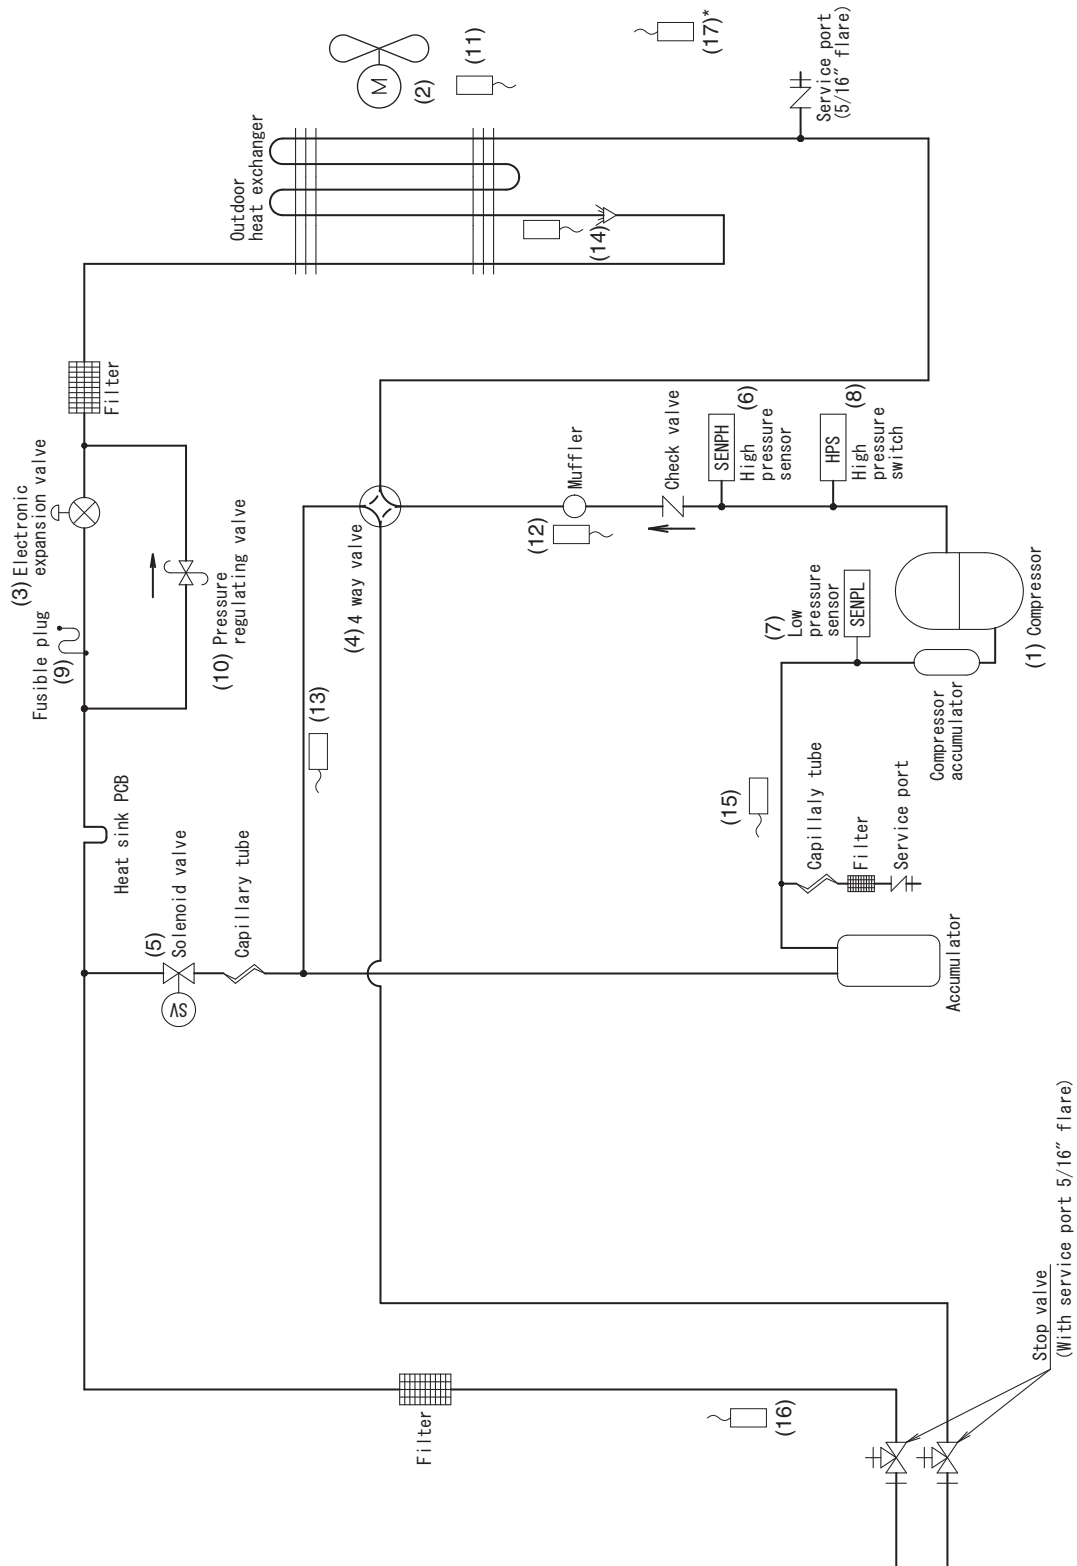 (17)*
Service port
(5/16″ flare)
(11)
M
(2)
Outdoor
heat exchanger
(14)
Filter
(3) Electronic
expansion valve
Fusible plug
(9)
(10) Pressure
regulating valve
(4) 4 way valve
Muffler
(12)
Check valve
SENPH
(6)
High
pressure
sensor
HPS
(8)
High
pressure
switch
(7)
Low
pressure
sensor
SENPL
(1) Compressor
Compressor
accumulator
(13)
Heat sink PCB
(5)
Solenoid valve
SV
Capillary tube
(15)
Capillaly tube
Filter
Service port
Accumulator
Filter
(16)
Stop valve
(With service port 5/16″ flare)